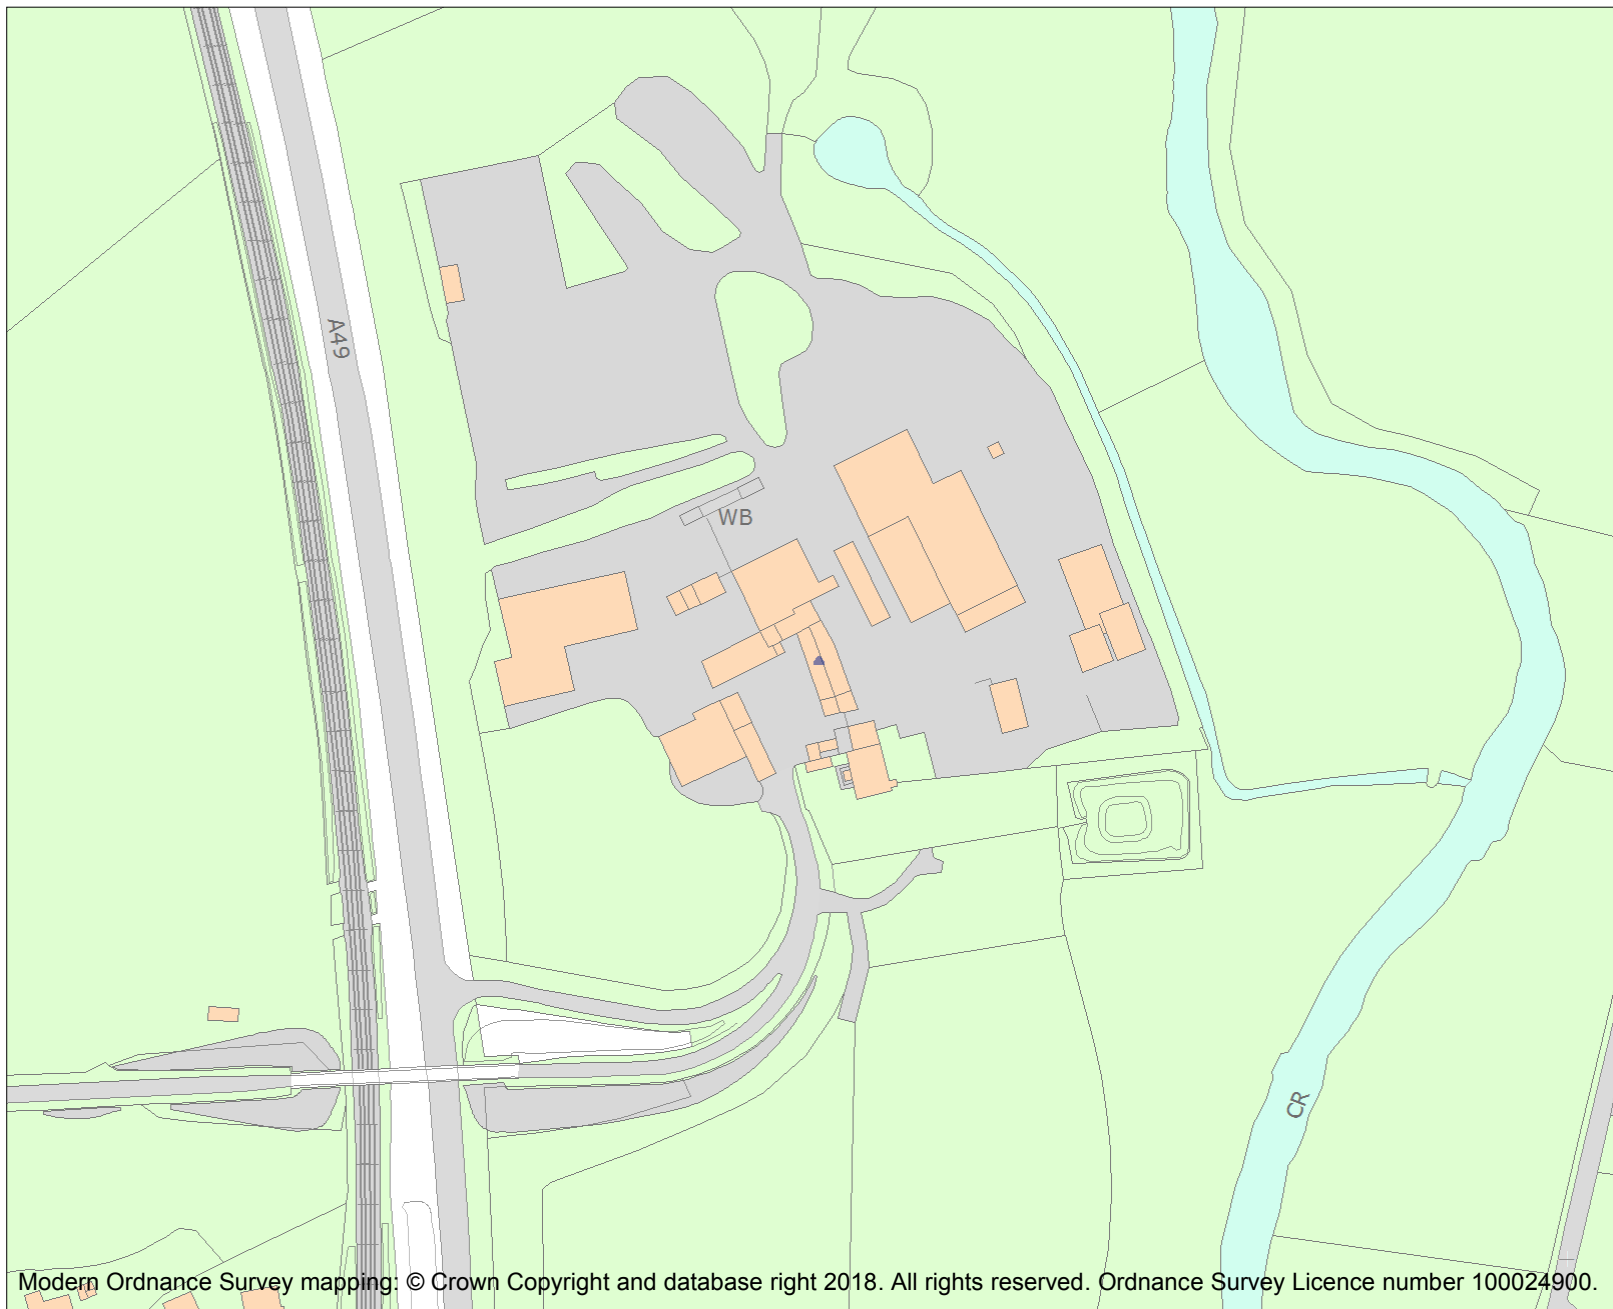 A49
WB
CR
Modern Ordnance Survey mapping: © Crown Copyright and database right 2018. All rights reserved. Ordnance Survey Licence number 100024900.